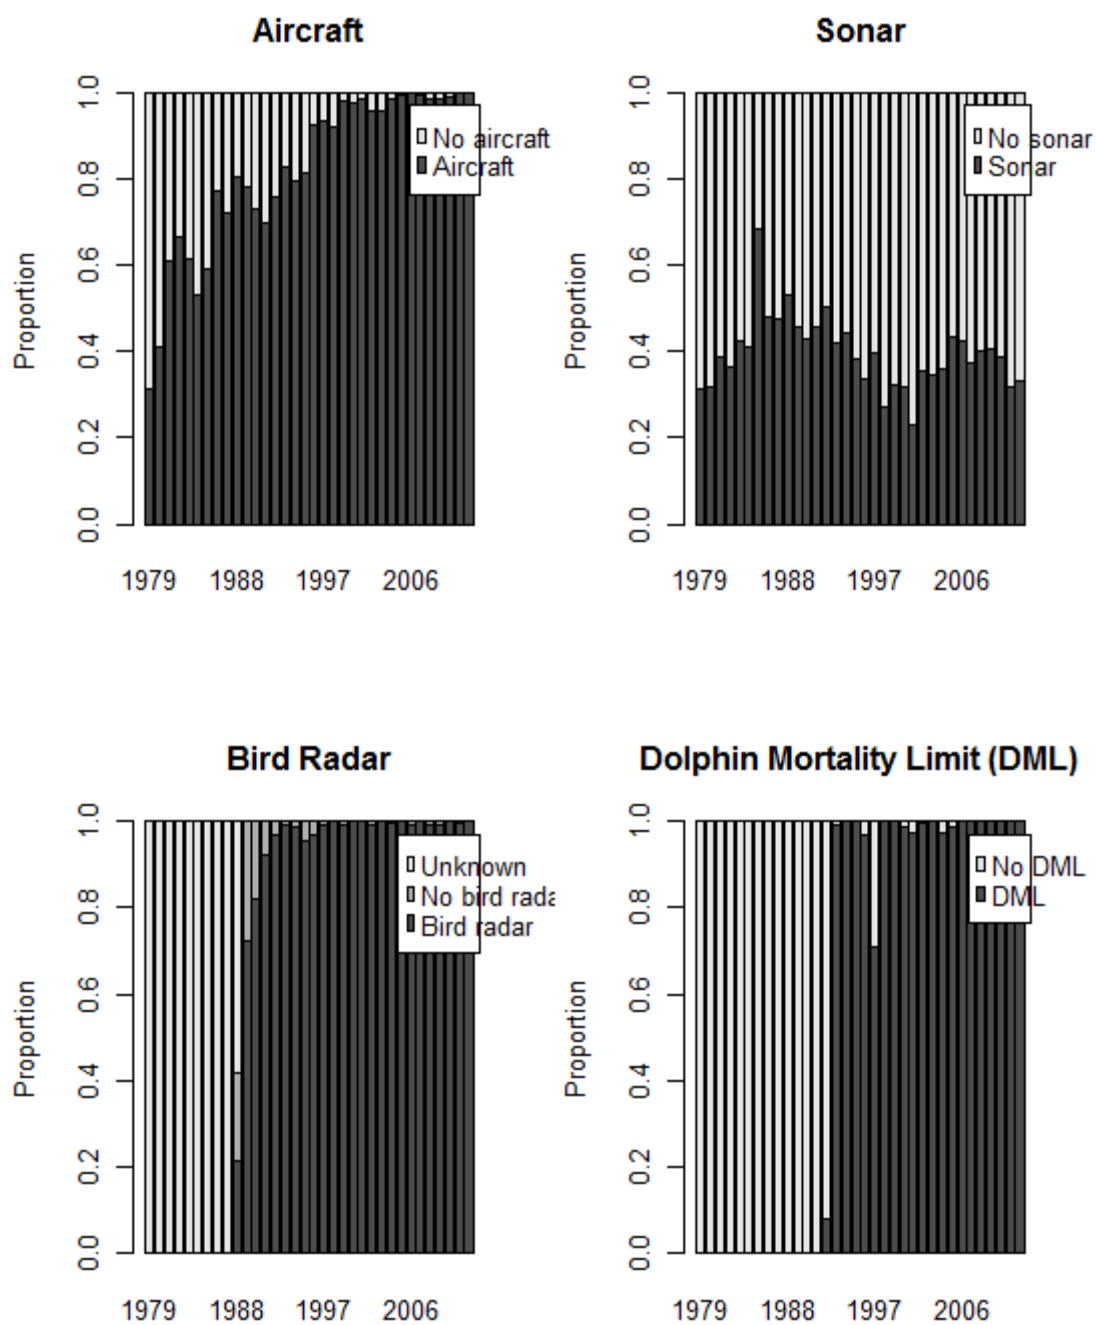 Aircraft
Proportion
0.0 0.2 0.4 0.6 0.8 1.0
No aircraft
Aircraft
1979 1988 1997 2006
Sonar
Proportion
0.0 0.2 0.4 0.6 0.8 1.0
No sonar
Sonar
1979 1988 1997 2006
Bird Radar
Proportion
0.0 0.2 0.4 0.6 0.8 1.0
Unknown
No bird rada
Bird radar
1979 1988 1997 2006
Dolphin Mortality Limit (DML)
Proportion
0.0 0.2 0.4 0.6 0.8 1.0
No DML
DML
1979 1988 1997 2006